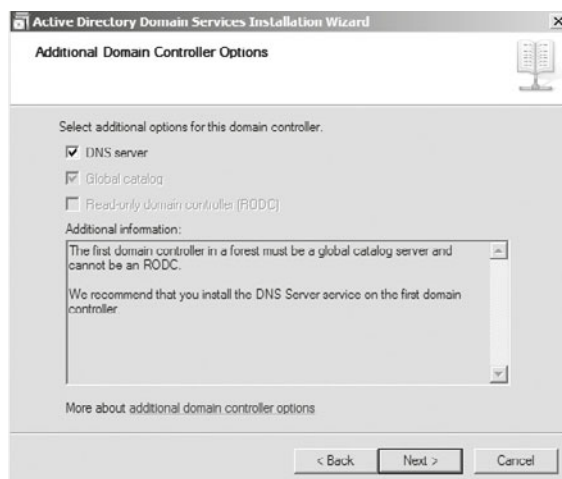 Active Directory Domain Services Installation Wizard
Additional Domain Controller Options
Select additional options for this domain controller.
DNS server
Global catalog
Read-only domain controller (RODC)
Additional information:
The first domain controller in a forest must be a global catalog server and
cannot be an RODC.
We recommend that you install the DNS Server service on the first domain
controller.
More about additional domain controller options
< Back
Next >
Cancel